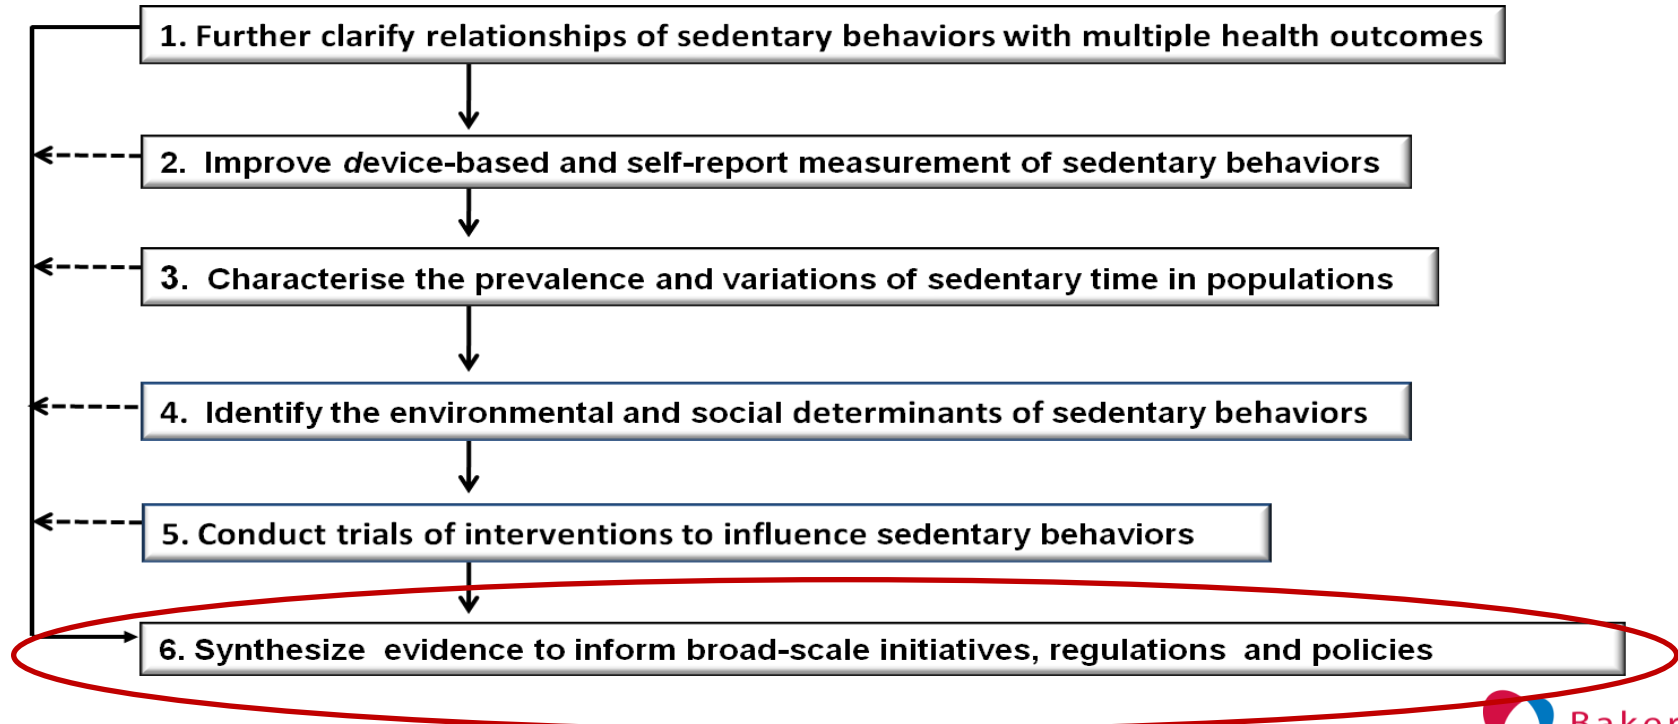 1. Further clarify relationships of sedentary behaviors with multiple health outcomes
2. Improve device-based and self-report measurement of sedentary behaviors
3. Characterise the prevalence and variations of sedentary time in populations
4. Identify the environmental and social determinants of sedentary behaviors
5. Conduct trials of interventions to influence sedentary behaviors
6. Synthesize evidence to inform broad-scale initiatives, regulations and policies
Baker